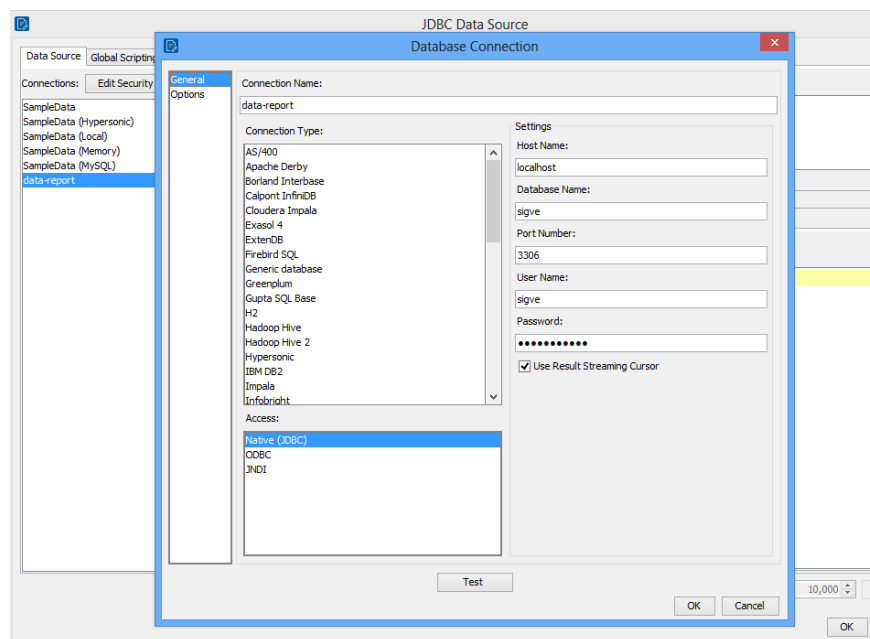 JDBC Data Source
Database Connection
Data Source
Global Scripting
Connections:
Edit Security
SampleData
SampleData (Hypersonic)
SampleData (Local)
SampleData (Memory)
SampleData (MySQL)
data-report
General
Options
Connection Name:
data-report
Connection Type:
AS/400
Apache Derby
Borland Interbase
Calpont InfiniDB
Cloudera Impala
Exasol 4
ExtenDB
Firebird SQL
Generic database
Greenplum
Gupta SQL Base
H2
Hadoop Hive
Hadoop Hive 2
Hypersonic
IBM DB2
Impala
Infobright
Access:
Native (JDBC)
ODBC
JNDI
Settings
Host Name:
localhost
Database Name:
sigve
Port Number:
3306
User Name:
sigve
Password:
●●●●●●●●●●●
Use Result Streaming Cursor
Test
OK
Cancel
10,000
OK